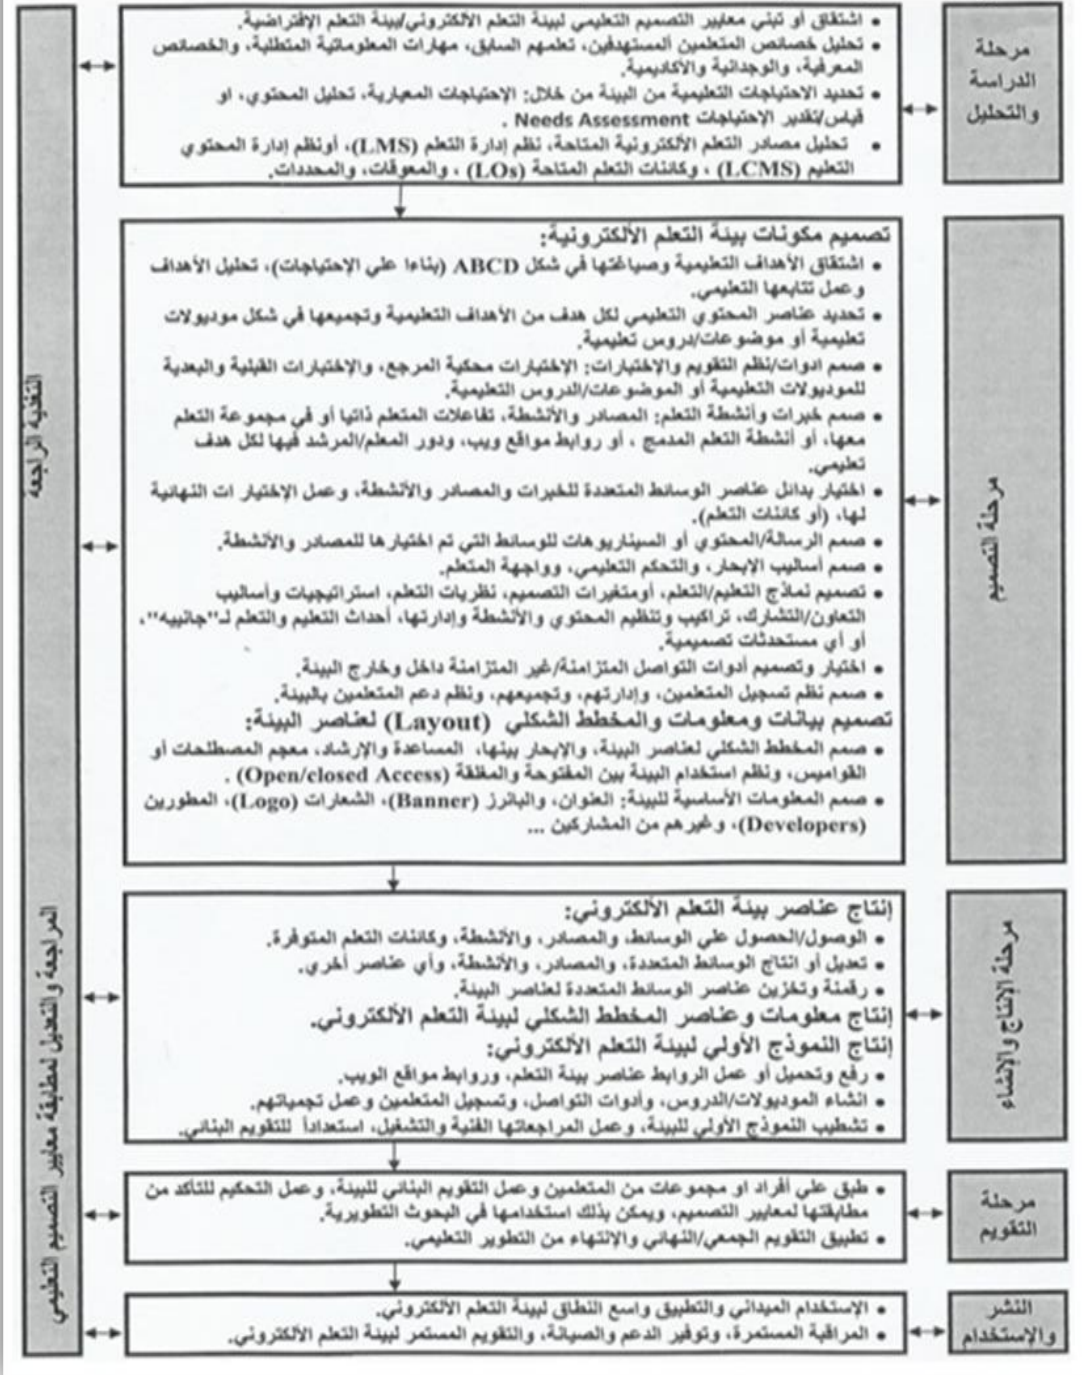 مرحلة
الدراسة
والتحليل
• اشتقاق أو تبني معايير التصميم التعليمي لبيئة التعلم الألكتروني/بيئة التعلم الإفتراضية.
• تحليل خصائص المتعلمين المستهدفين، تعلمهم السابق، مهارات المعلوماتية المتطلبة، والخصائص
المعرفية، والوجدانية والأكاديمية.
• تحديد الاحتياجات التعليمية من البيئة من خلال: الإحتياجات المعيارية، تحليل المحتوي، او
قياس/تقدير الإحتياجات Needs Assessment .
• تحليل مصادر التعلم الألكترونية المتاحة، نظم إدارة التعلم (LMS)، أونظم إدارة المحتوي
التعليم (LCMS) ، وكائنات التعلم المتاحة (LOs) ، والمعوقات، والمحددات.
مرحلة التصميم
تصميم مكونات بيئة التعلم الألكترونية:
• اشتقاق الأهداف التعليمية وصياغتها في شكل ABCD (بناءا علي الإحتياجات)، تحليل الأهداف
وعمل تتابعها التعليمي.
• تحديد عناصر المحتوي التعليمي لكل هدف من الأهداف التعليمية وتجميعها في شكل موديولات
تعليمية أو موضوعات/دروس تعليمية.
• صمم ادوات/نظم التقويم والإختبارات: الإختبارات محكية المرجع، والإختبارات القبلية والبعدية
للموديولات التعليمية أو الموضوعات/الدروس التعليمية.
• صمم خبرات وأنشطة التعلم: المصادر والأنشطة، تفاعلات المتعلم ذاتيا أو في مجموعة التعلم
معها، أو أنشطة التعلم المدمج ، أو روابط مواقع ويب، ودور المعلم/المرشد فيها لكل هدف
تعليمي.
• اختيار بدائل عناصر الوسائط المتعددة للخبرات والمصادر والأنشطة، وعمل الإختيار ات النهائية
لها، (أو كائنات التعلم).
• صمم الرسالة/المحتوي أو السيناريوهات للوسائط التي تم اختيارها للمصادر والأنشطة.
• صمم أساليب الإبحار، والتحكم التعليمي، وواجهة المتعلم.
• تصميم نماذج التعليم/التعلم، أومتغيرات التصميم، نظريات التعلم، استراتيجيات وأساليب
التعاون/التشارك، تراكيب وتنظيم المحتوي والأنشطة وإدارتها، أحداث التعليم والتعلم لـ"جانييه"،
أو أي مستحدثات تصميمية.
• اختيار وتصميم أدوات التواصل المتزامنة/غير المتزامنة داخل وخارج البيئة.
• صمم نظم تسجيل المتعلمين، وإدارتهم، وتجميعهم، ونظم دعم المتعلمين بالبيئة.
تصميم بيانات ومعلومات والمخطط الشكلي (Layout) لعناصر البيئة:
• صمم المخطط الشكلي لعناصر البيئة، والإبحار بينها، المساعدة والإرشاد، معجم المصطلحات أو
القواميس، ونظم استخدام البيئة بين المفتوحة والمغلقة (Open/closed Access) .
• صمم المعلومات الأساسية للبيئة: العنوان، والبانرز (Banner)، الشعارات (Logo)، المطورين
(Developers)، وغيرهم من المشاركين ...
مرحلة الإنتاج والإنشاء
إنتاج عناصر بيئة التعلم الألكتروني:
• الوصول/الحصول علي الوسائط، والمصادر، والأنشطة، وكائنات التعلم المتوفرة.
• تعديل أو انتاج الوسائط المتعددة، والمصادر، والأنشطة، وأي عناصر أخري.
• رقمنة وتخزين عناصر الوسائط المتعددة لعناصر البيئة.
إنتاج معلومات وعناصر المخطط الشكلي لبيئة التعلم الألكتروني.
إنتاج النموذج الأولي لبيئة التعلم الألكتروني:
• رفع وتحميل أو عمل الروابط عناصر بيئة التعلم، وروابط مواقع الويب.
• انشاء الموديولات/الدروس، وأدوات التواصل، وتسجيل المتعلمين وعمل تجمياتهم.
• تشطيب النموذج الأولي للبيئة، وعمل المراجعاتها الفنية والتشغيل، استعداداً للتقويم البنائي.
مرحلة
التقويم
• طبق علي أفراد او مجموعات من المتعلمين وعمل التقويم البنائي للبيئة، وعمل التحكيم للتأكد من
مطابقتها لمعايير التصميم، ويمكن بذلك استخدامها في البحوث التطويرية.
• تطبيق التقويم الجمعي/النهائي والإنتهاء من التطوير التعليمي.
النشر
والإستخدام
• الإستخدام الميداني والتطبيق واسع النطاق لبيئة التعلم الألكتروني.
• المراقبة المستمرة، وتوفير الدعم والصيانة، والتقويم المستمر لبيئة التعلم الألكتروني.
التغذية الراجعة
المراجعة والتعديل لمطابقة معايير التصميم التعليمي